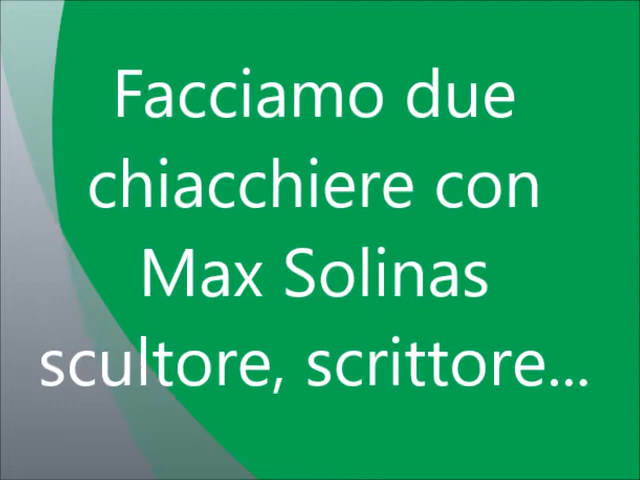 Facciamo due
chiacchiere con
Max Solinas
scultore, scrittore...